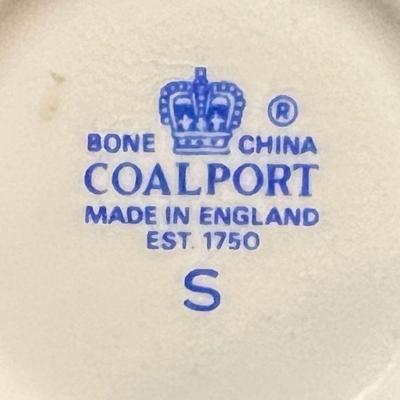 ®
BONE CHINA
COALPORT
MADE IN ENGLAND
EST. 1750
S